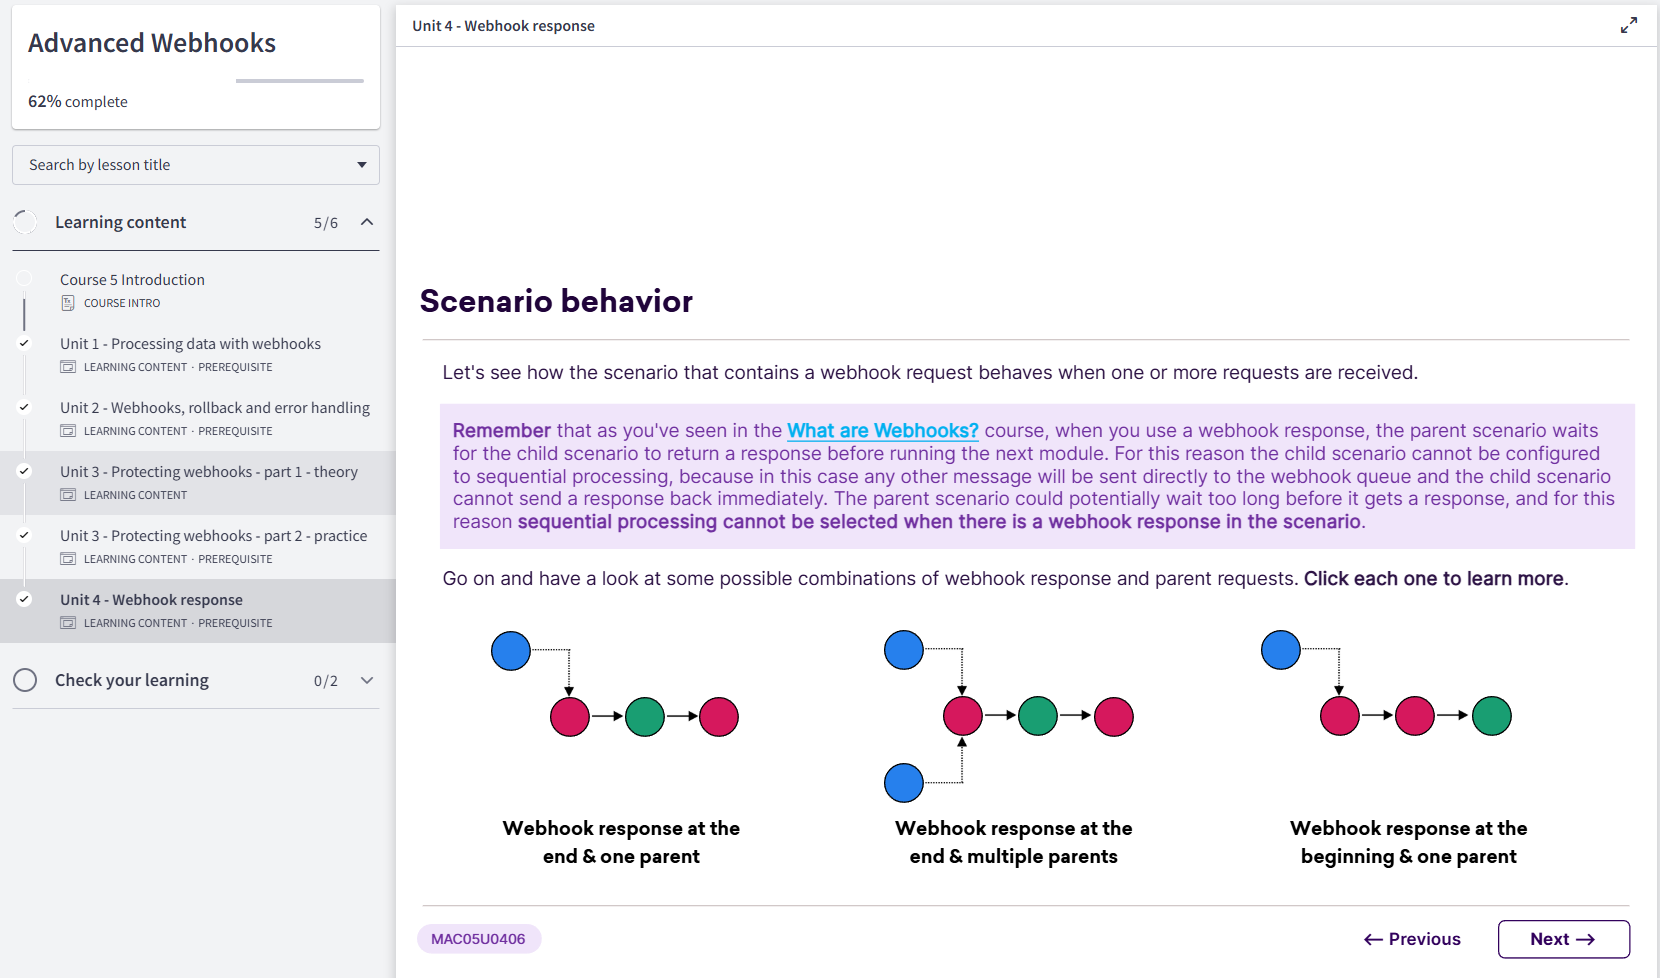 Advanced Webhooks
62% complete
Search by lesson title
Learning content 5/6
Course 5 Introduction
COURSE INTRO
Unit 1 - Processing data with webhooks
LEARNING CONTENT · PREREQUISITE
Unit 2 - Webhooks, rollback and error handling
LEARNING CONTENT · PREREQUISITE
Unit 3 - Protecting webhooks - part 1 - theory
LEARNING CONTENT
Unit 3 - Protecting webhooks - part 2 - practice
LEARNING CONTENT · PREREQUISITE
Unit 4 - Webhook response
LEARNING CONTENT · PREREQUISITE
Check your learning 0/2
Unit 4 - Webhook response
Scenario behavior
Let's see how the scenario that contains a webhook request behaves when one or more requests are received.
Remember that as you've seen in the What are Webhooks? course, when you use a webhook response, the parent scenario waits
for the child scenario to return a response before running the next module. For this reason the child scenario cannot be configured
to sequential processing, because in this case any other message will be sent directly to the webhook queue and the child scenario
cannot send a response back immediately. The parent scenario could potentially wait too long before it gets a response, and for this
reason sequential processing cannot be selected when there is a webhook response in the scenario.
Go on and have a look at some possible combinations of webhook response and parent requests. Click each one to learn more.
Webhook response at the
end & one parent
Webhook response at the
end & multiple parents
Webhook response at the
beginning & one parent
MAC05U0406
← Previous
Next →